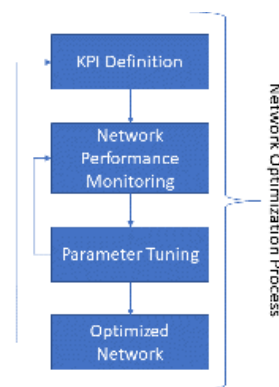 KPI Definition
Network
Performance
Monitoring
Parameter Tuning
Optimized
Network
Network Optimization Process